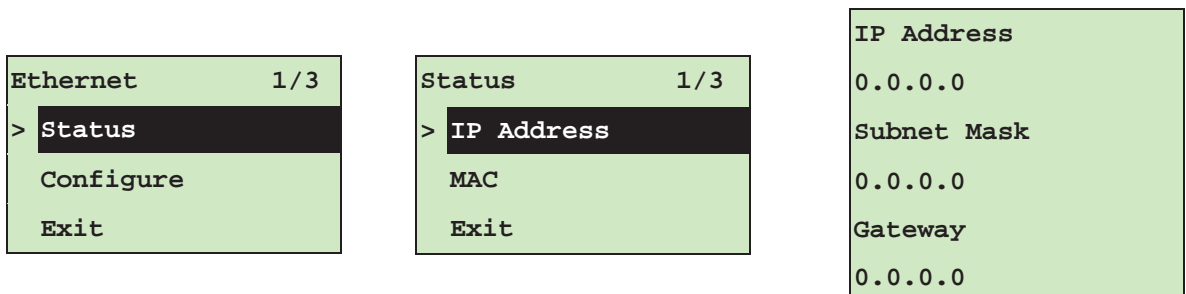 Ethernet 1/3
> Status
Configure
Exit
Status 1/3
> IP Address
MAC
Exit
IP Address
0.0.0.0
Subnet Mask
0.0.0.0
Gateway
0.0.0.0